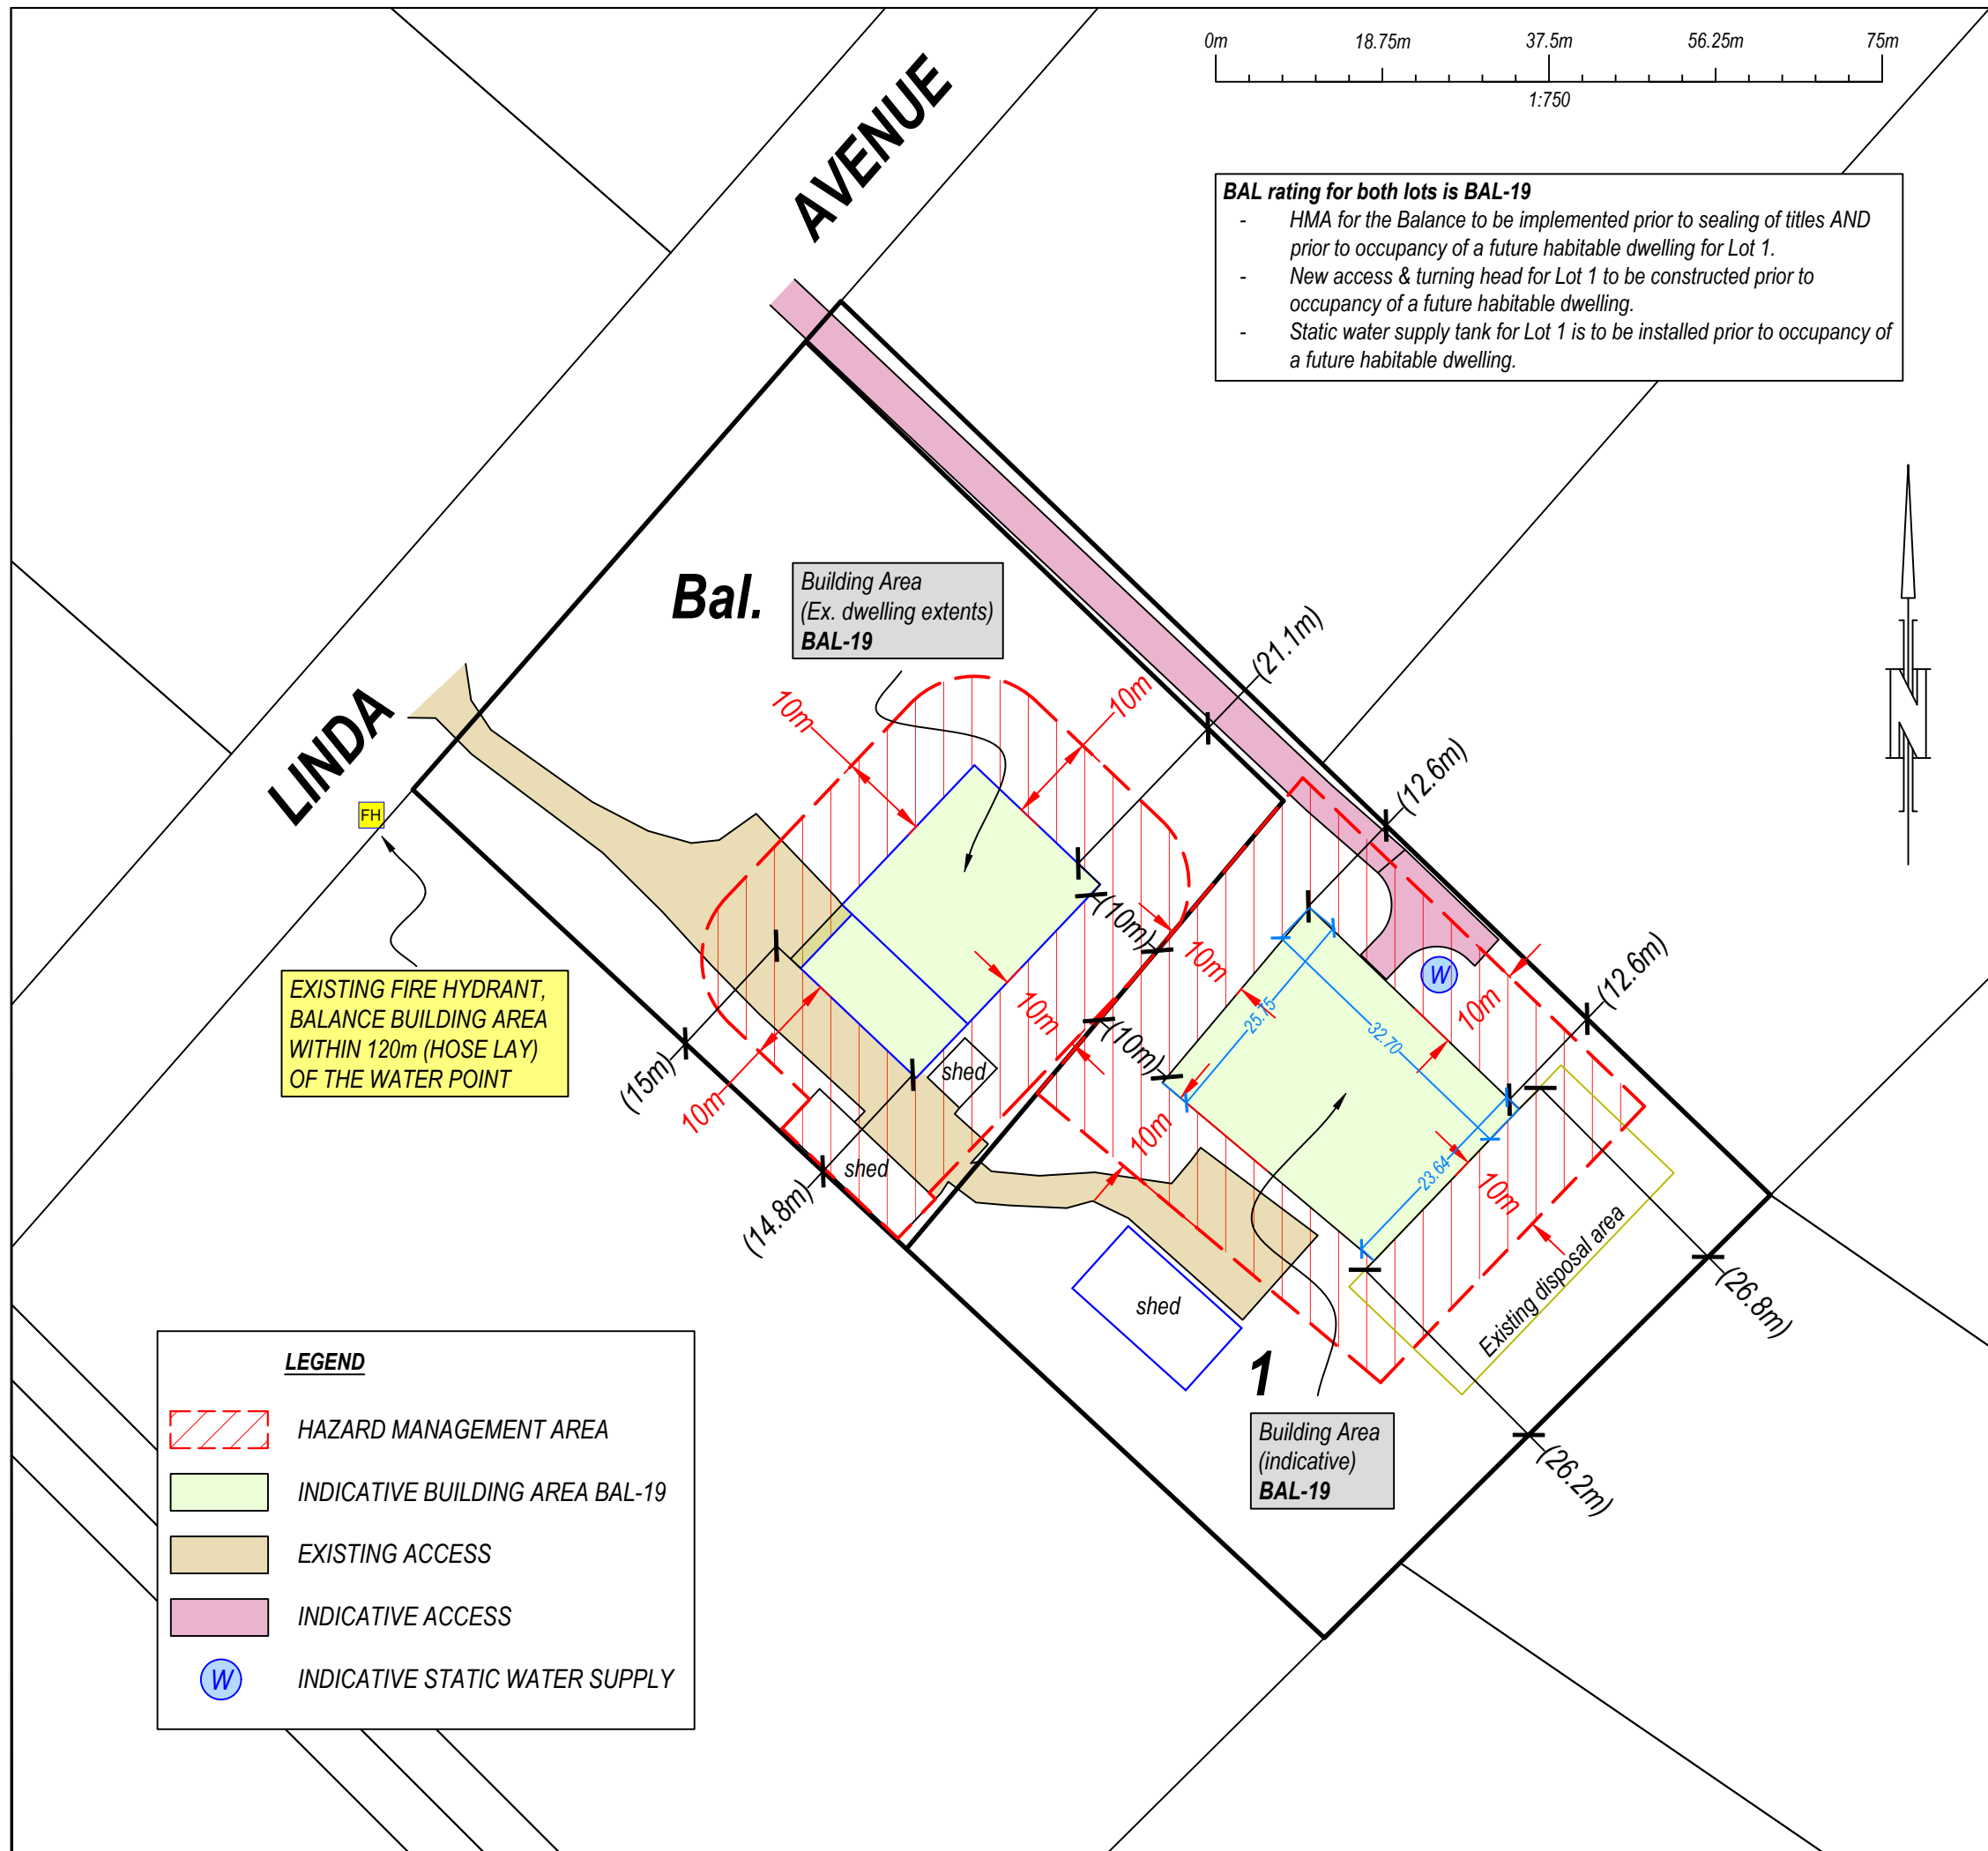 0m 18.75m 37.5m 56.25m 75m
1:750
BAL rating for both lots is BAL-19
- HMA for the Balance to be implemented prior to sealing of titles AND
prior to occupancy of a future habitable dwelling for Lot 1.
- New access & turning head for Lot 1 to be constructed prior to
occupancy of a future habitable dwelling.
- Static water supply tank for Lot 1 is to be installed prior to occupancy of
a future habitable dwelling.
LINDA
AVENUE
N
Bal.
Building Area
(Ex. dwelling extents)
BAL-19
10m
10m
(21.1m)
(12.6m)
(12.6m)
FH
EXISTING FIRE HYDRANT,
BALANCE BUILDING AREA
WITHIN 120m (HOSE LAY)
OF THE WATER POINT
(10m)
10m
10m
(10m)
25.75
32.70
W
10m
23.64
10m
10m
(15m)
10m
shed
shed
(14.8m)
shed
Existing disposal area
(26.8m)
(26.2m)
1
Building Area
(indicative)
BAL-19
LEGEND
HAZARD MANAGEMENT AREA
INDICATIVE BUILDING AREA BAL-19
EXISTING ACCESS
INDICATIVE ACCESS
W INDICATIVE STATIC WATER SUPPLY